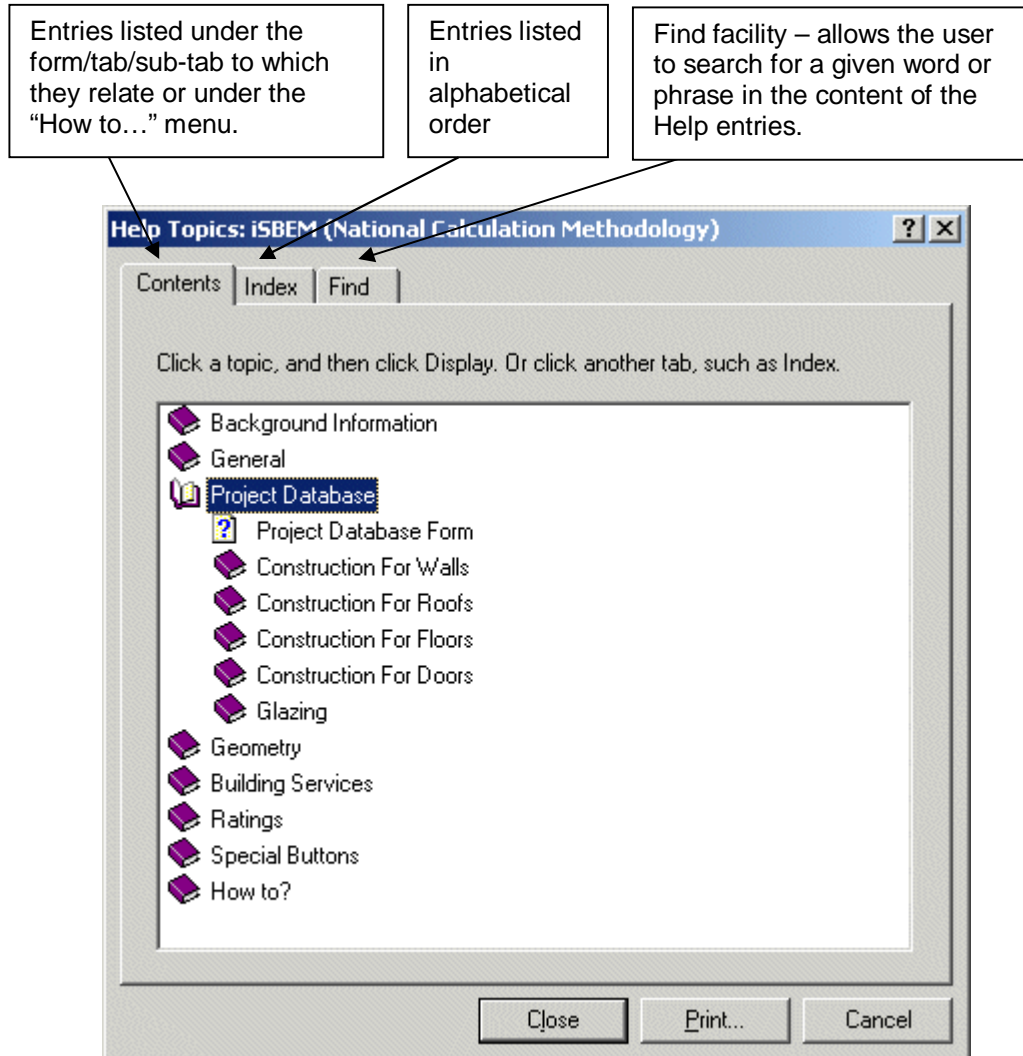 Entries listed under the
form/tab/sub-tab to which
they relate or under the
“How to…” menu.
Entries listed
in
alphabetical
order
Find facility – allows the user
to search for a given word or
phrase in the content of the
Help entries.
Help Topics: iSBEM (National Calculation Methodology)
Contents Index Find
Click a topic, and then click Display. Or click another tab, such as Index.
Background Information
General
Project Database
Project Database Form
Construction For Walls
Construction For Roofs
Construction For Floors
Construction For Doors
Glazing
Geometry
Building Services
Ratings
Special Buttons
How to?
Close Print... Cancel